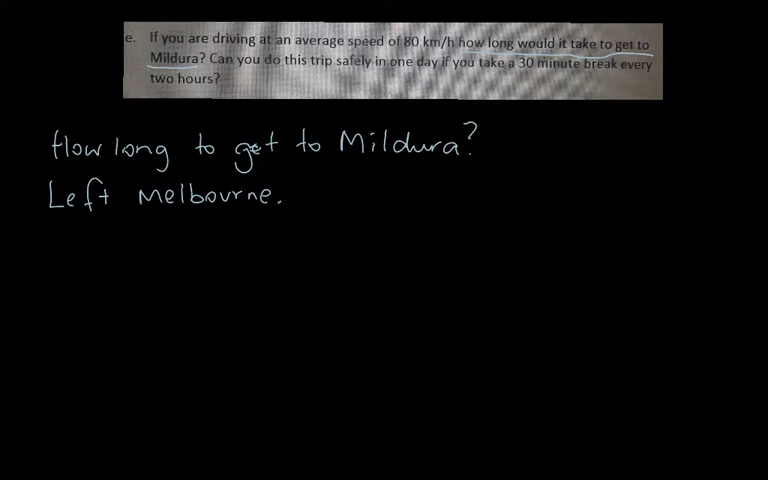 e. If you are driving at an average speed of 80 km/h how long would it take to get to
Mildura? Can you do this trip safely in one day if you take a 30 minute break every
two hours?
How long to get to Mildura?
Left Melbourne.